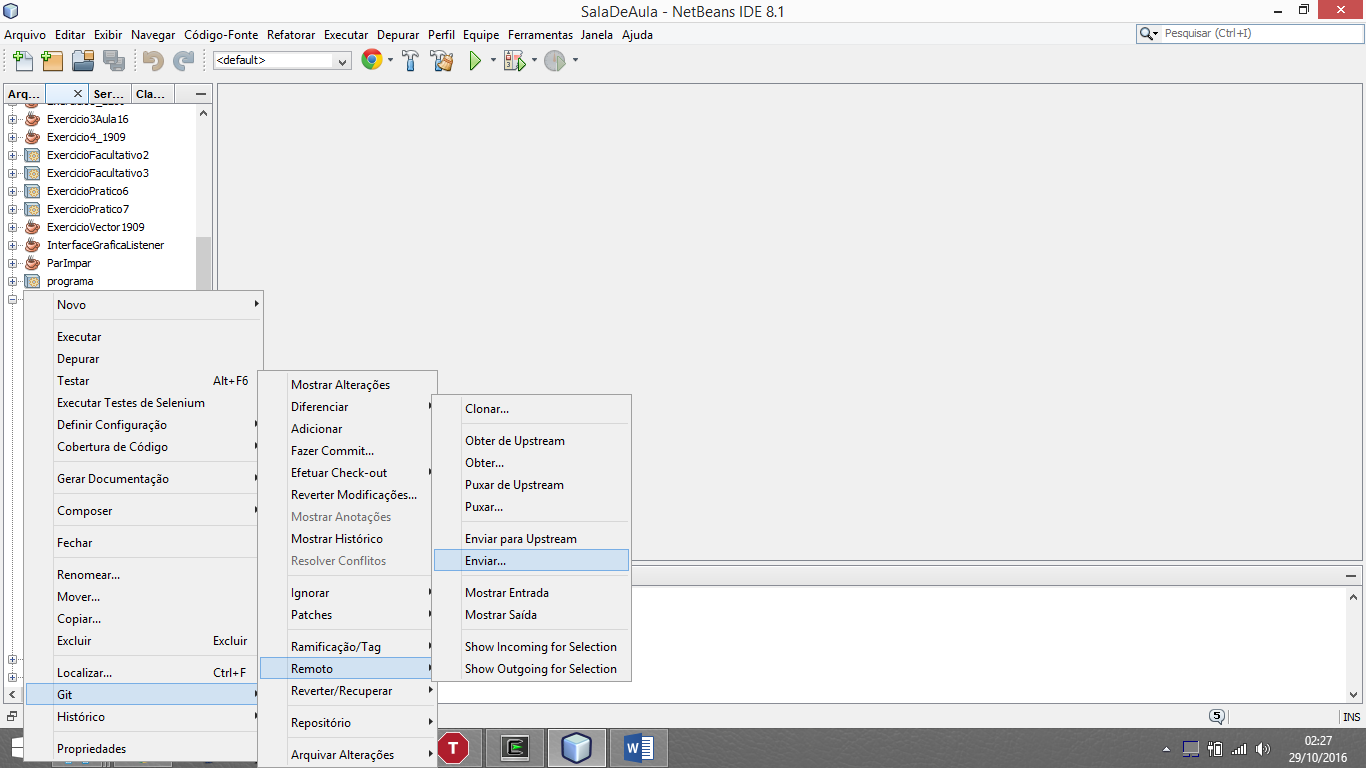 SalaDeAula - NetBeans IDE 8.1
Arquivo Editar Exibir Navegar Código-Fonte Refatorar Executar Depurar Perfil Equipe Ferramentas Janela Ajuda
Pesquisar (Ctrl+I)
<default>
Arq... Ser... Cla...
Exercicio3Aula16
Exercicio4_1909
ExercicioFacultativo2
ExercicioFacultativo3
ExercicioPratico6
ExercicioPratico7
ExercicioVector1909
InterfaceGraficaListener
ParImpar
programa
Novo
Executar
Depurar
Testar Alt+F6
Executar Testes de Selenium
Definir Configuração
Cobertura de Código
Gerar Documentação
Composer
Fechar
Renomear...
Mover...
Copiar...
Excluir Excluir
Localizar... Ctrl+F
Git
Histórico
Propriedades
Mostrar Alterações
Diferenciar
Adicionar
Fazer Commit...
Efetuar Check-out
Reverter Modificações...
Mostrar Anotações
Mostrar Histórico
Resolver Conflitos
Ignorar
Patches
Ramificação/Tag
Remoto
Reverter/Recuperar
Repositório
Arquivar Alterações
Clonar...
Obter de Upstream
Obter...
Puxar de Upstream
Puxar...
Enviar para Upstream
Enviar...
Mostrar Entrada
Mostrar Saída
Show Incoming for Selection
Show Outgoing for Selection
5 INS
T
02:27
29/10/2016